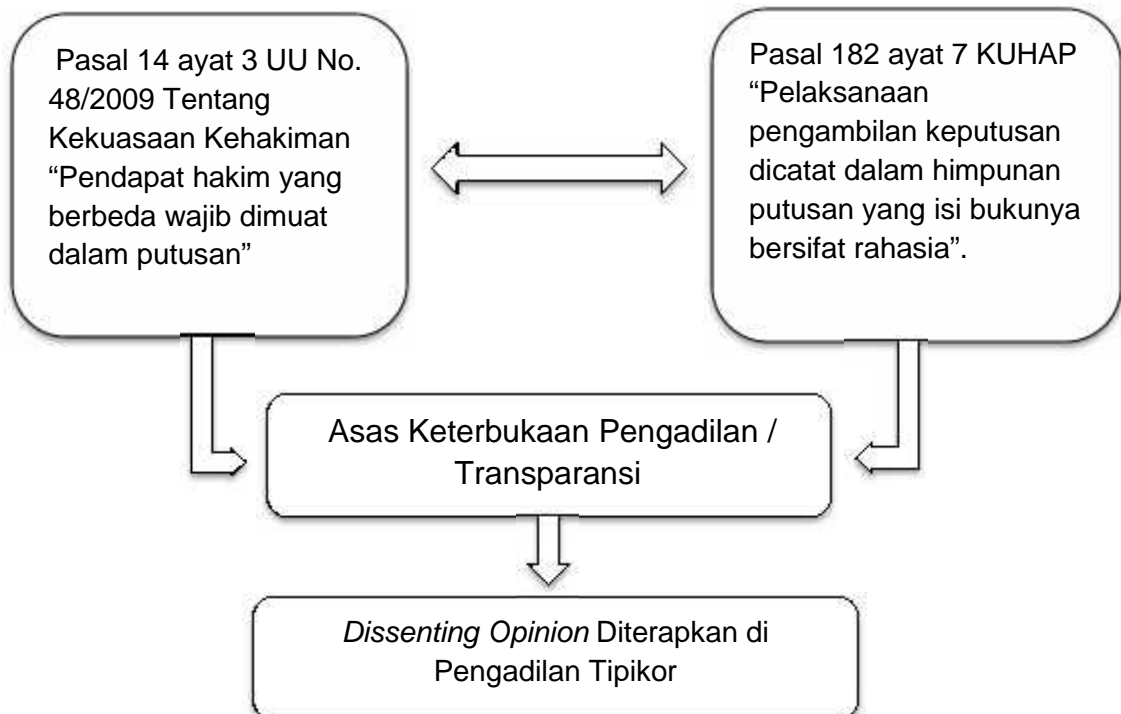 Pasal 14 ayat 3 UU No.
48/2009 Tentang
Kekuasaan Kehakiman
“Pendapat hakim yang
berbeda wajib dimuat
dalam putusan”
Pasal 182 ayat 7 KUHAP
“Pelaksanaan
pengambilan keputusan
dicatat dalam himpunan
putusan yang isi bukunya
bersifat rahasia”.
Asas Keterbukaan Pengadilan /
Transparansi
Dissenting Opinion Diterapkan di
Pengadilan Tipikor